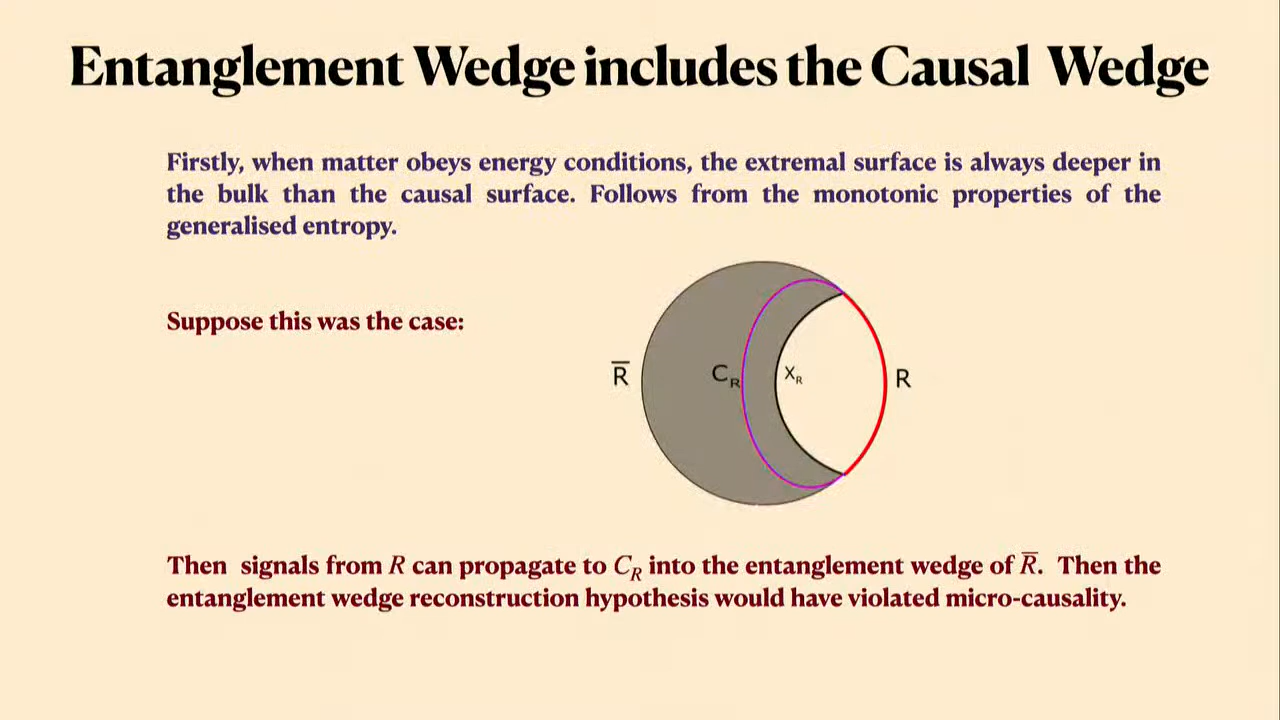 Entanglement Wedge includes the Causal Wedge
Firstly, when matter obeys energy conditions, the extremal surface is always deeper in
the bulk than the causal surface. Follows from the monotonic properties of the
generalised entropy.
Suppose this was the case:
R̅ C_R X_R R
Then signals from R can propagate to C_R into the entanglement wedge of R̅. Then the
entanglement wedge reconstruction hypothesis would have violated micro-causality.